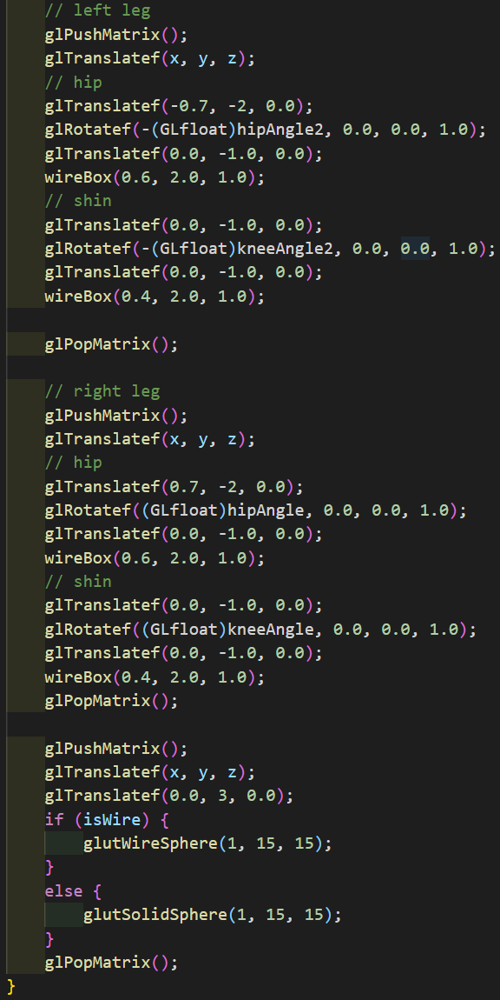 // left leg
glPushMatrix();
glTranslatef(x, y, z);
// hip
glTranslatef(-0.7, -2, 0.0);
glRotatef(-(GLfloat)hipAngle2, 0.0, 0.0, 1.0);
glTranslatef(0.0, -1.0, 0.0);
wireBox(0.6, 2.0, 1.0);
// shin
glTranslatef(0.0, -1.0, 0.0);
glRotatef(-(GLfloat)kneeAngle2, 0.0, 0.0, 1.0);
glTranslatef(0.0, -1.0, 0.0);
wireBox(0.4, 2.0, 1.0);
glPopMatrix();
// right leg
glPushMatrix();
glTranslatef(x, y, z);
// hip
glTranslatef(0.7, -2, 0.0);
glRotatef((GLfloat)hipAngle, 0.0, 0.0, 1.0);
glTranslatef(0.0, -1.0, 0.0);
wireBox(0.6, 2.0, 1.0);
// shin
glTranslatef(0.0, -1.0, 0.0);
glRotatef((GLfloat)kneeAngle, 0.0, 0.0, 1.0);
glTranslatef(0.0, -1.0, 0.0);
wireBox(0.4, 2.0, 1.0);
glPopMatrix();
glPushMatrix();
glTranslatef(x, y, z);
glTranslatef(0.0, 3, 0.0);
if (isWire) {
glutWireSphere(1, 15, 15);
}
else {
glutSolidSphere(1, 15, 15);
}
glPopMatrix();
}